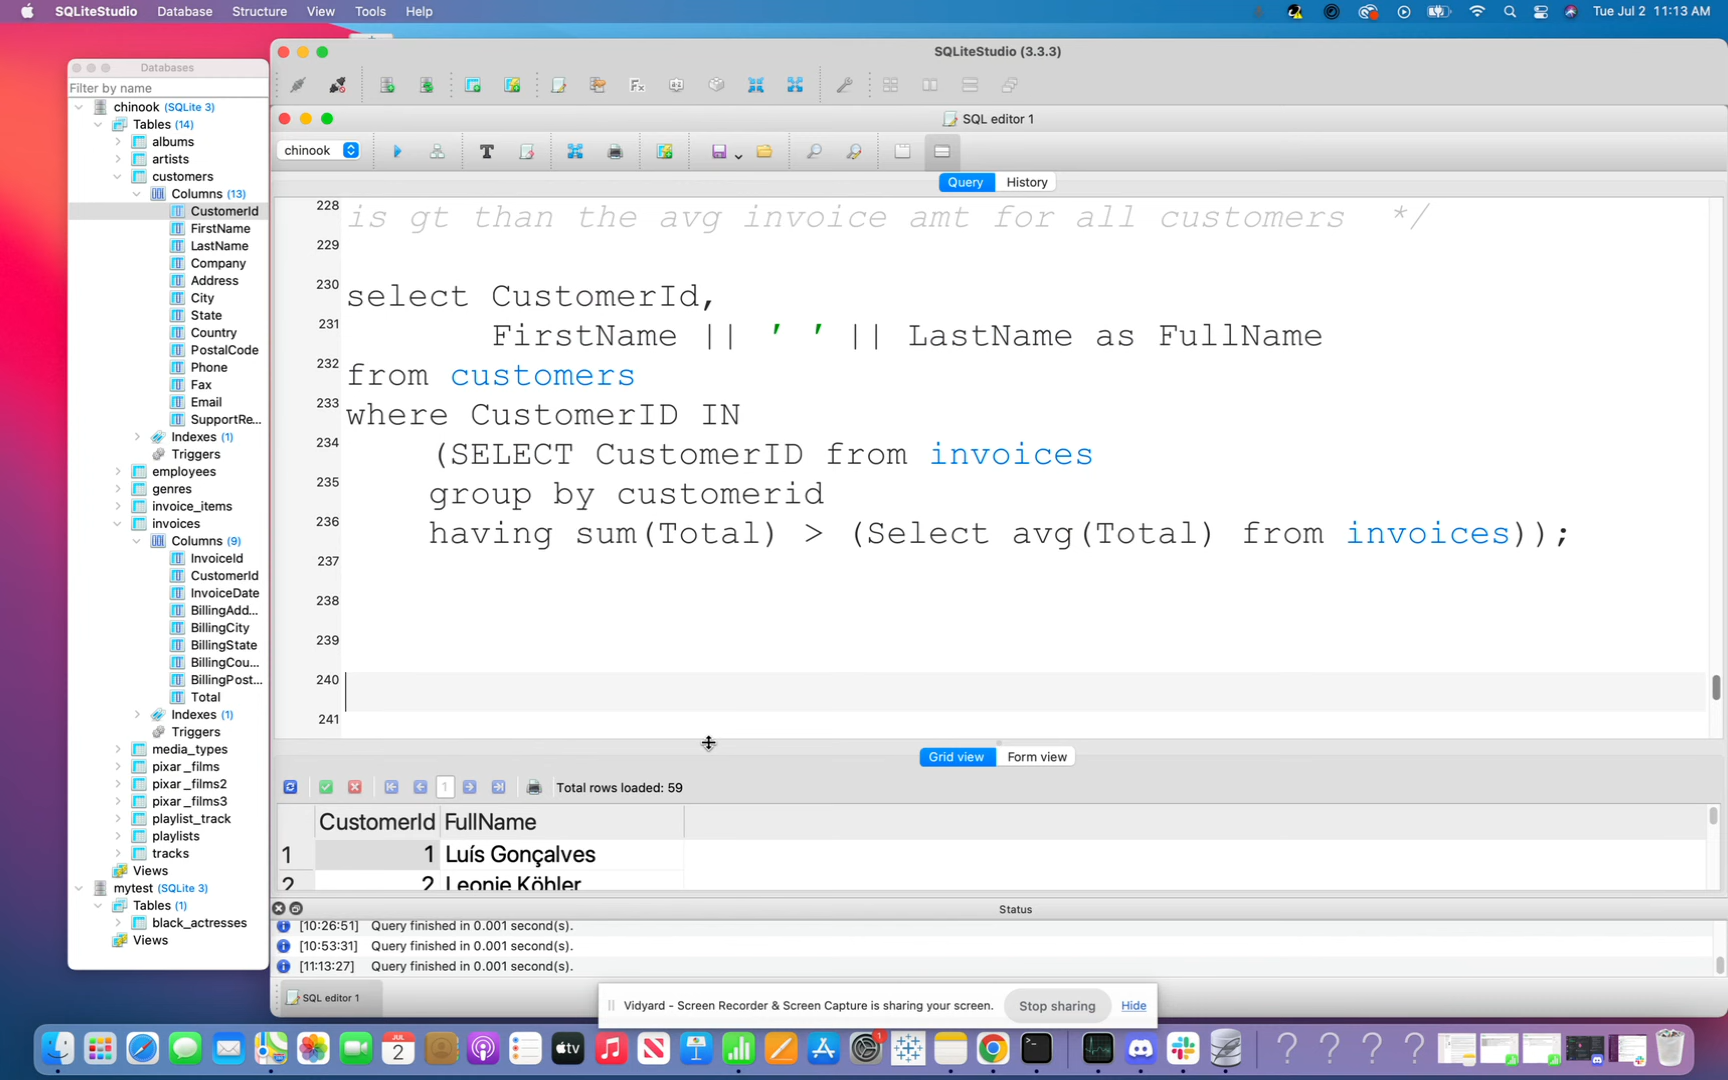 SQLiteStudio Database Structure View Tools Help Tue Jul 2 11:13 AM
SQLiteStudio (3.3.3)
Databases
Filter by name
chinook (SQLite 3)
Tables (14)
albums
artists
customers
Columns (13)
CustomerId
FirstName
LastName
Company
Address
City
State
Country
PostalCode
Phone
Fax
Email
SupportRe...
Indexes (1)
Triggers
employees
genres
invoice_items
invoices
Columns (9)
InvoiceId
CustomerId
InvoiceDate
BillingAdd...
BillingCity
BillingState
BillingCou...
BillingPost...
Total
Indexes (1)
Triggers
media_types
pixar_films
pixar_films2
pixar_films3
playlist_track
playlists
tracks
Views
mytest (SQLite 3)
Tables (1)
black_actresses
Views
SQL editor 1
chinook
Query History
228 is gt than the avg invoice amt for all customers */
229
230 select CustomerId,
231 FirstName || ' ' || LastName as FullName
232 from customers
233 where CustomerID IN
234 (SELECT CustomerID from invoices
235 group by customerid
236 having sum(Total) > (Select avg(Total) from invoices));
237
238
239
240
241
Grid view Form view
1 Total rows loaded: 59
CustomerId FullName
1 1 Luís Gonçalves
2 2 Leonie Köhler
Status
[10:26:51] Query finished in 0.001 second(s).
[10:53:31] Query finished in 0.001 second(s).
[11:13:27] Query finished in 0.001 second(s).
SQL editor 1
Vidyard - Screen Recorder & Screen Capture is sharing your screen. Stop sharing Hide
JUL
2
tv
1